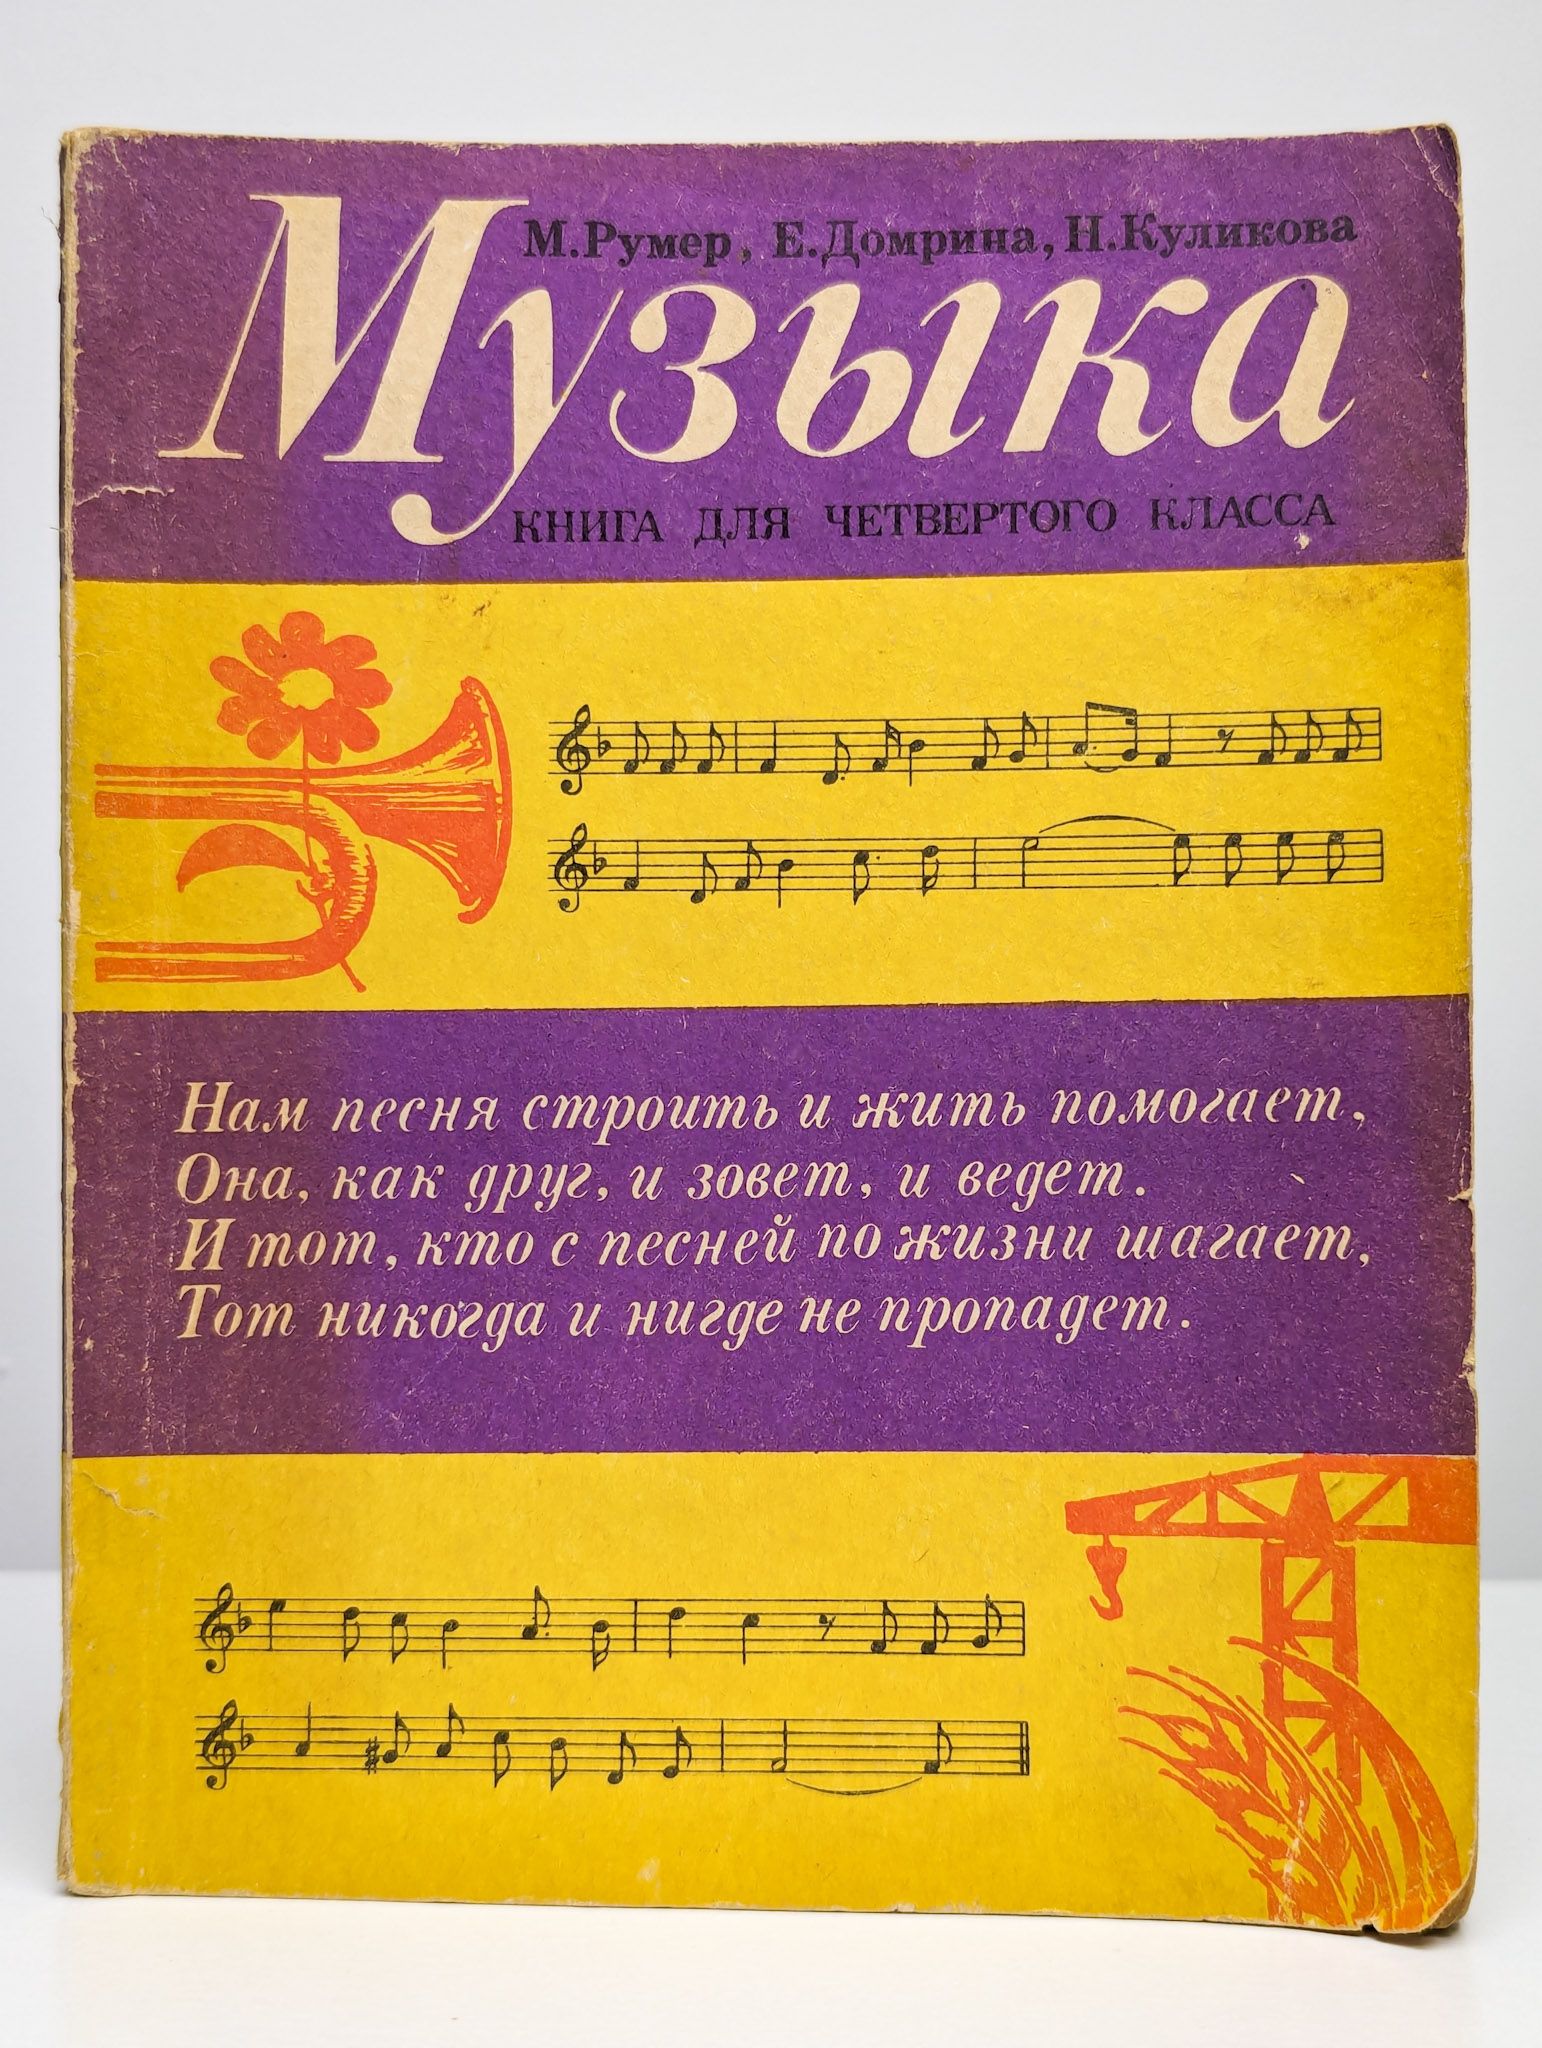 М. Румер, Е. Домрина, Н. Куликова
Музыка
КНИГА ДЛЯ ЧЕТВЕРТОГО КЛАССА
Нам песня строить и жить помогает,
Она, как друг, и зовет, и ведет.
И тот, кто с песней по жизни шагает,
Тот никогда и нигде не пропадет.